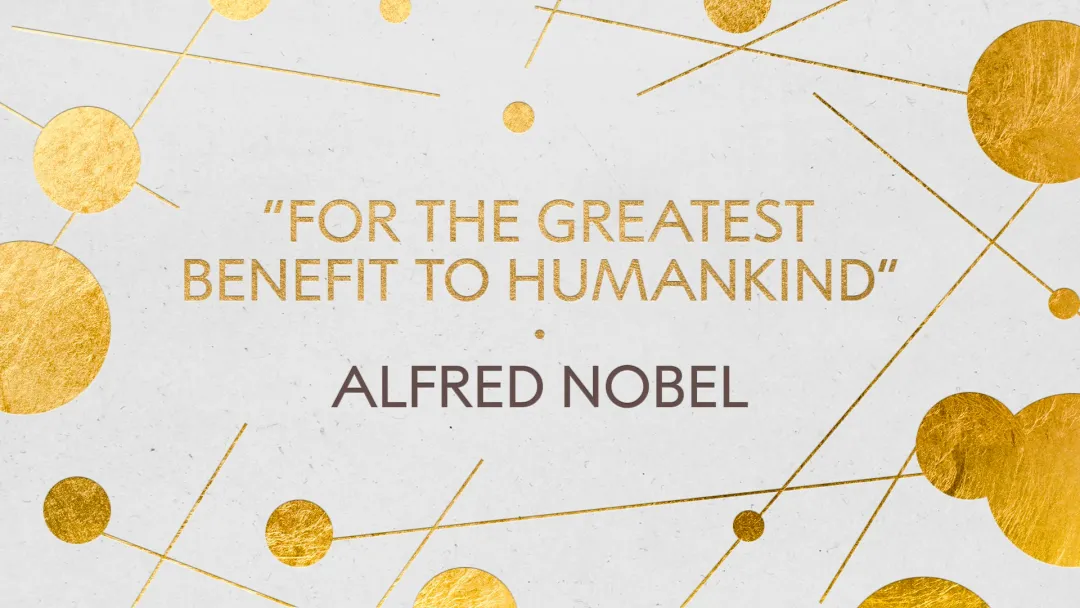 “FOR THE GREATEST
BENEFIT TO HUMANKIND”
ALFRED NOBEL